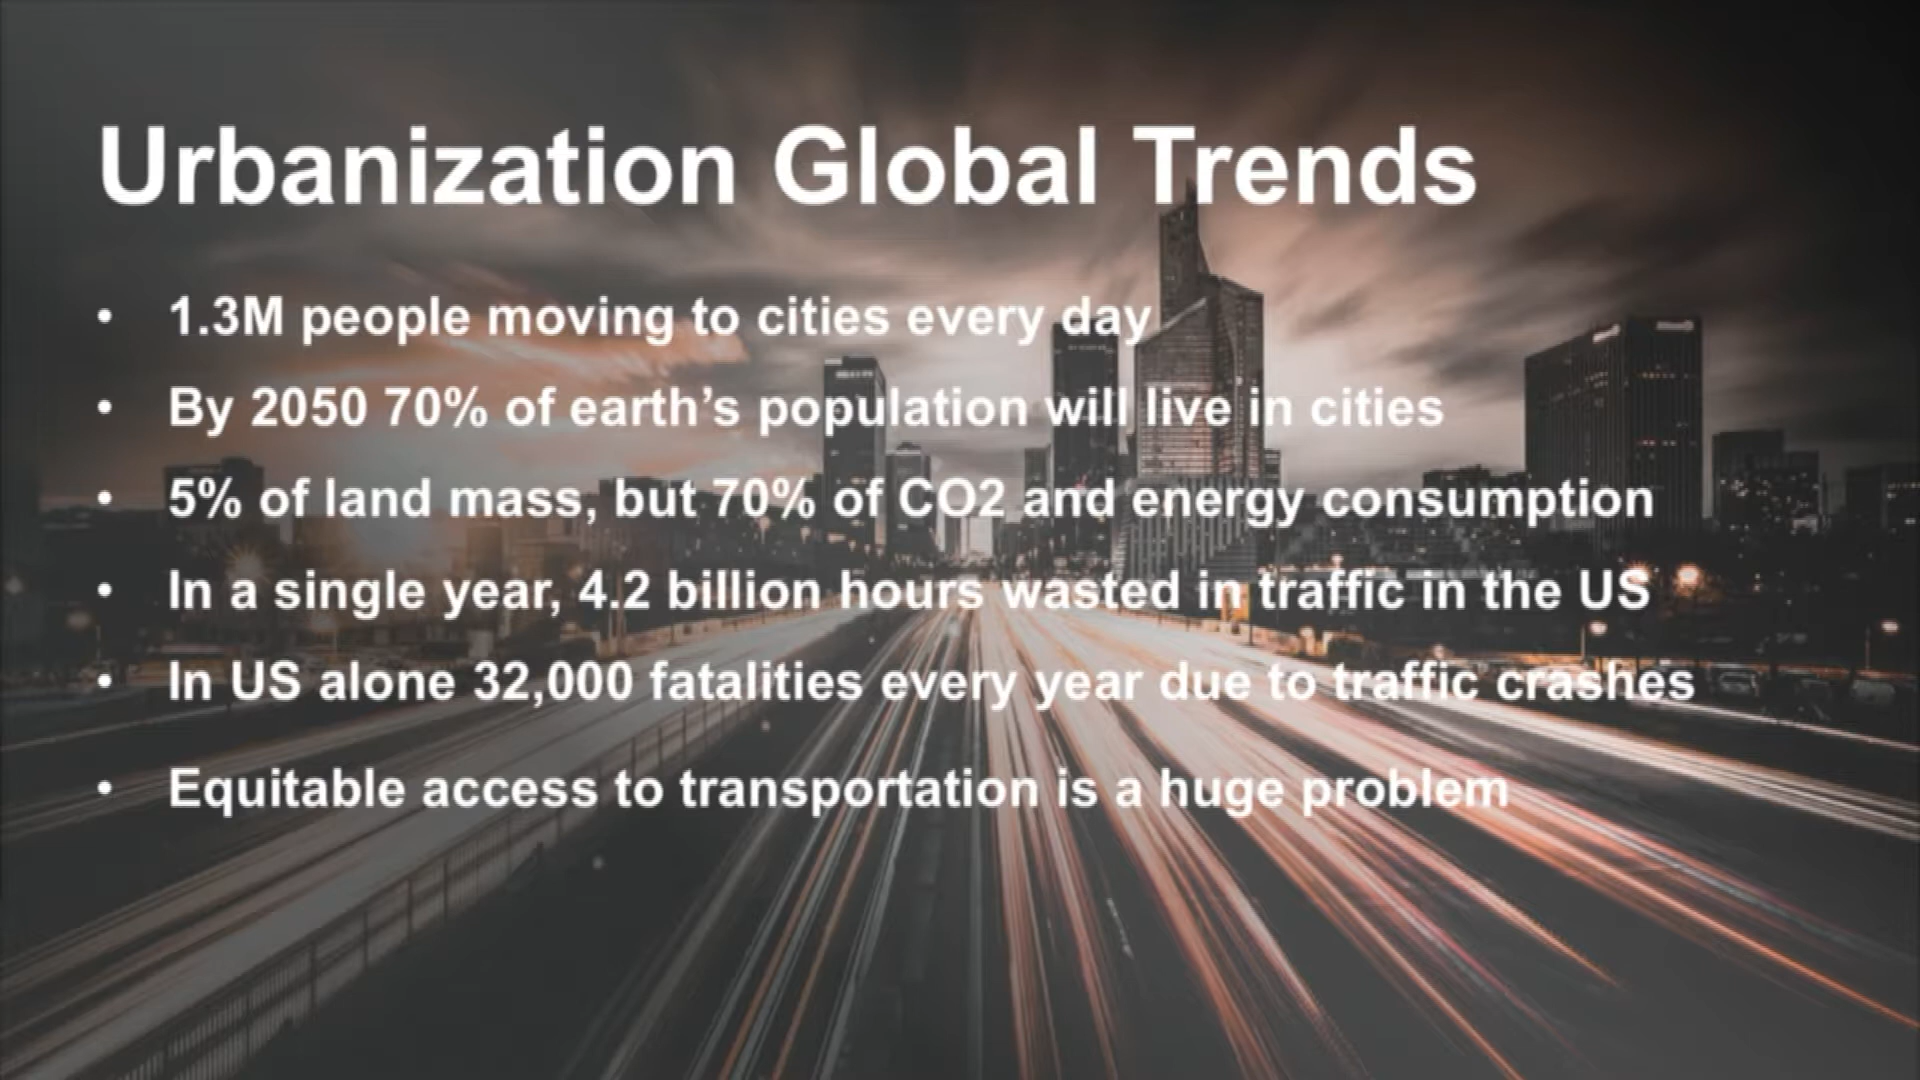 Urbanization Global Trends
• 1.3M people moving to cities every day
• By 2050 70% of earth’s population will live in cities
• 5% of land mass, but 70% of CO2 and energy consumption
• In a single year, 4.2 billion hours wasted in traffic in the US
• In US alone 32,000 fatalities every year due to traffic crashes
• Equitable access to transportation is a huge problem